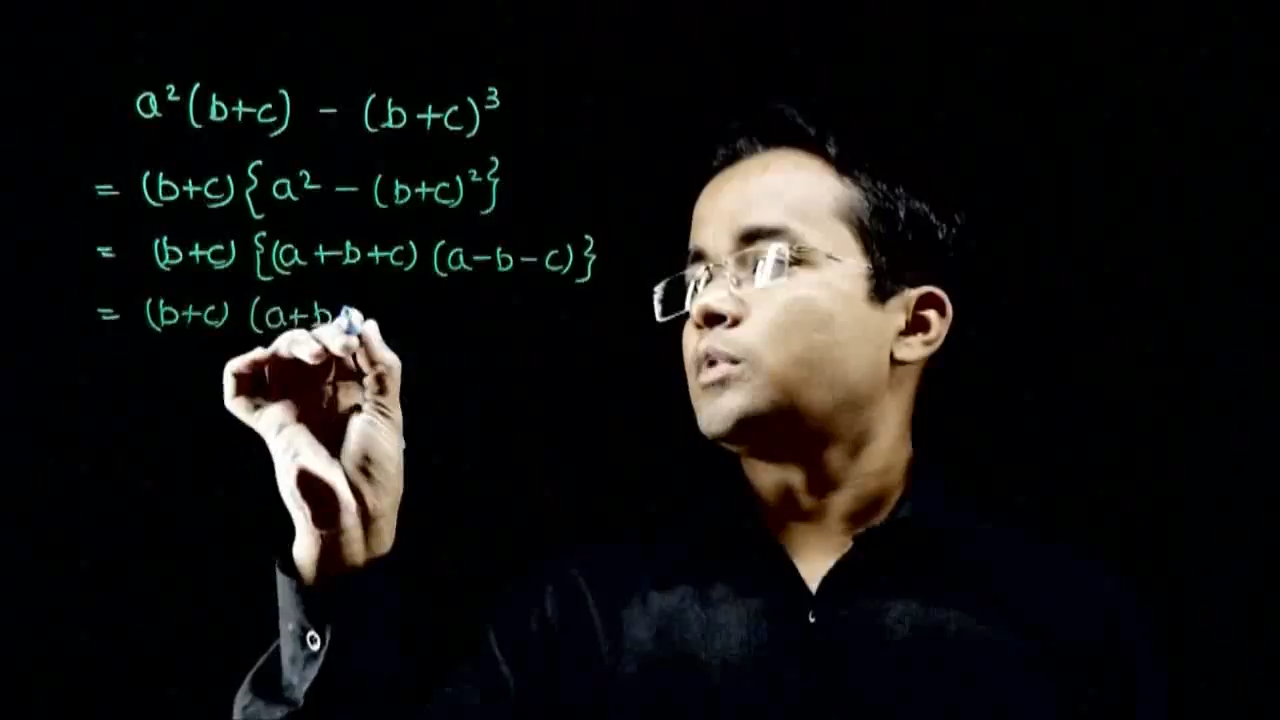 a²(b+c) - (b+c)³
= (b+c){a² - (b+c)²}
= (b+c){(a+b+c)(a-b-c)}
= (b+c)(a+b